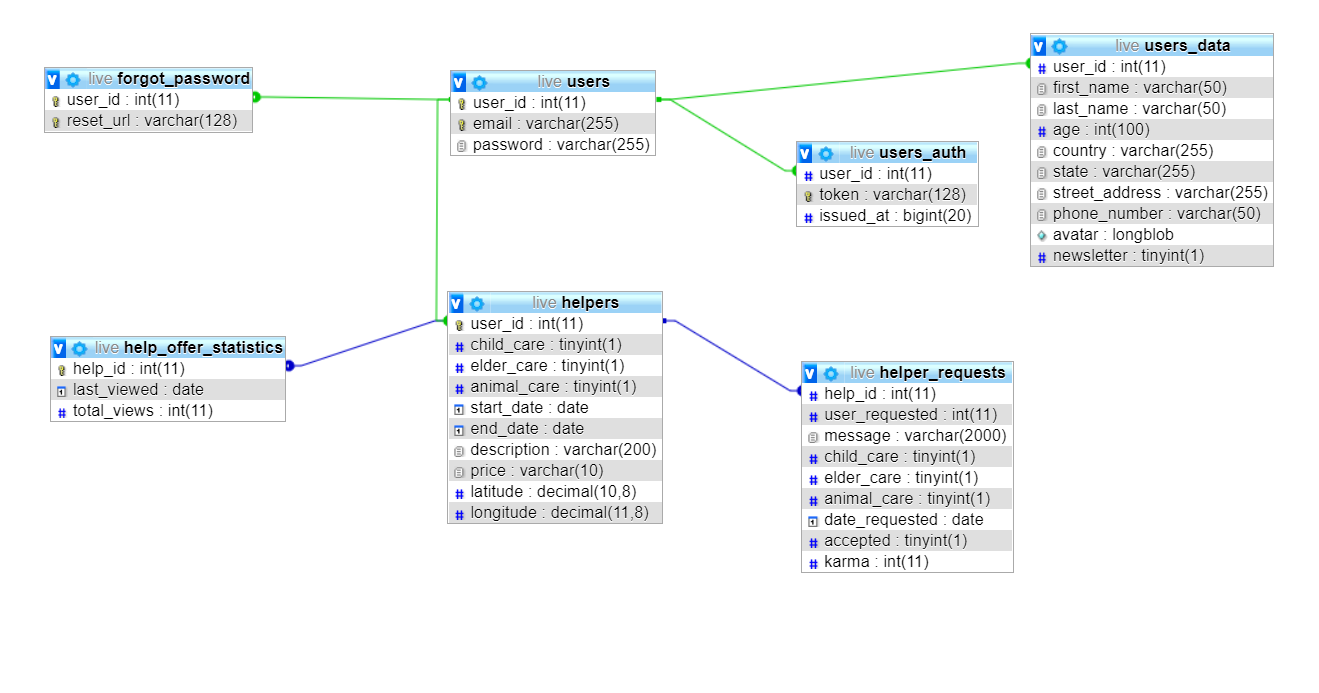 live forgot_password
user_id : int(11)
reset_url : varchar(128)
live users
user_id : int(11)
email : varchar(255)
password : varchar(255)
live users_data
user_id : int(11)
first_name : varchar(50)
last_name : varchar(50)
age : int(100)
country : varchar(255)
state : varchar(255)
street_address : varchar(255)
phone_number : varchar(50)
avatar : longblob
newsletter : tinyint(1)
live users_auth
user_id : int(11)
token : varchar(128)
issued_at : bigint(20)
live help_offer_statistics
help_id : int(11)
last_viewed : date
total_views : int(11)
live helpers
user_id : int(11)
child_care : tinyint(1)
elder_care : tinyint(1)
animal_care : tinyint(1)
start_date : date
end_date : date
description : varchar(200)
price : varchar(10)
latitude : decimal(10,8)
longitude : decimal(11,8)
live helper_requests
help_id : int(11)
user_requested : int(11)
message : varchar(2000)
child_care : tinyint(1)
elder_care : tinyint(1)
animal_care : tinyint(1)
date_requested : date
accepted : tinyint(1)
karma : int(11)